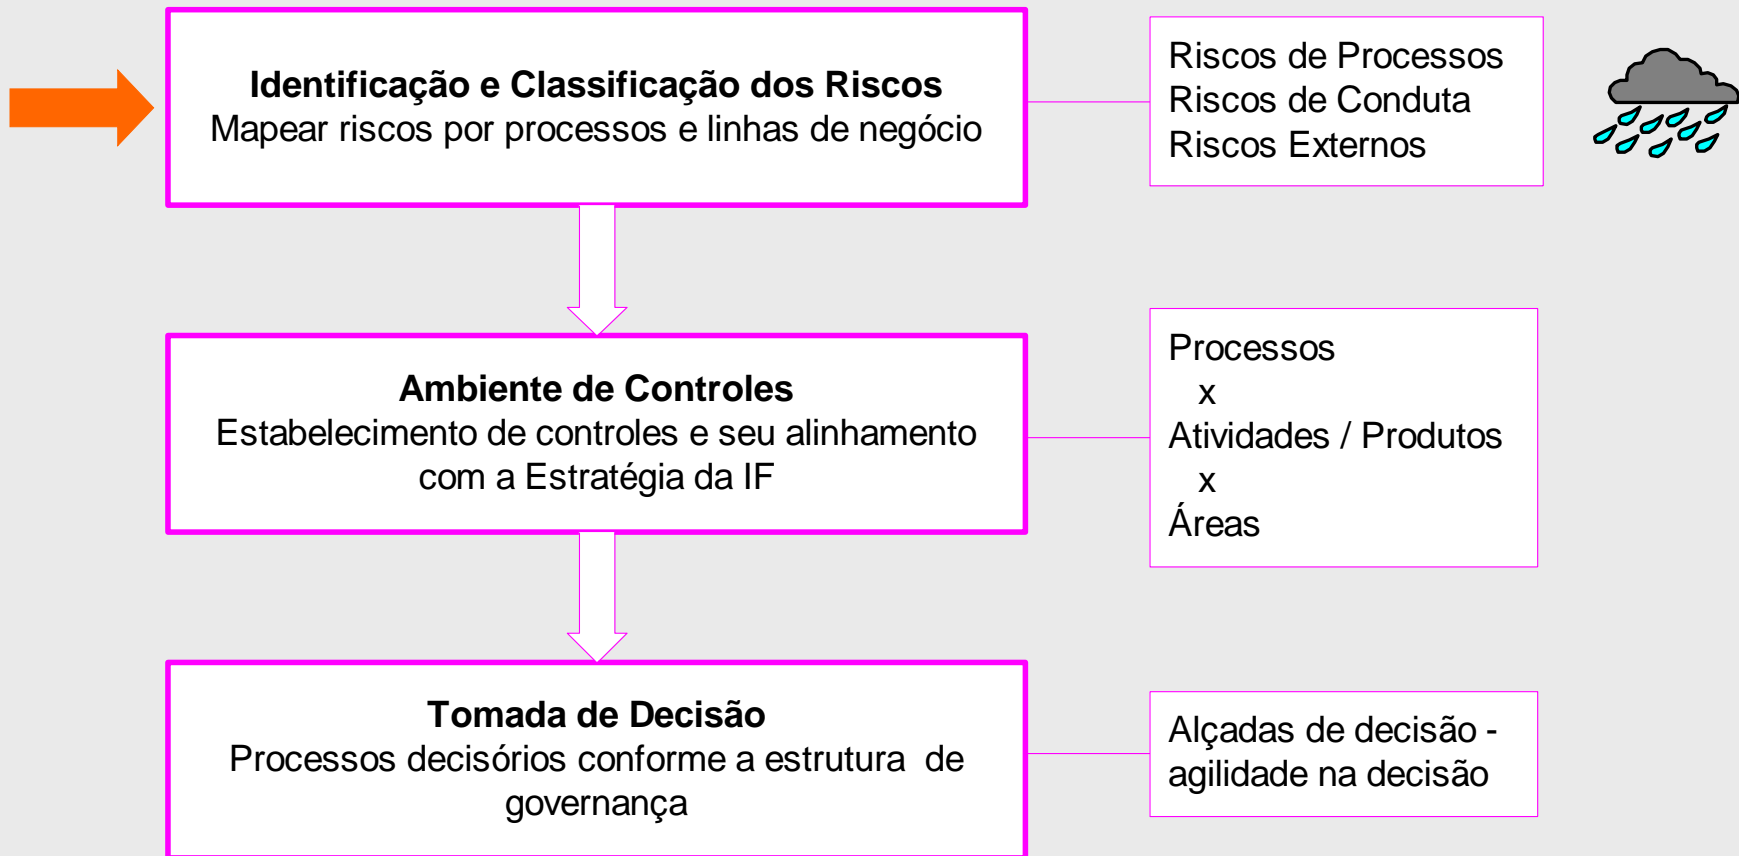 Identificação e Classificação dos Riscos
Mapear riscos por processos e linhas de negócio
Riscos de Processos
Riscos de Conduta
Riscos Externos
Ambiente de Controles
Estabelecimento de controles e seu alinhamento
com a Estratégia da IF
Processos
x
Atividades / Produtos
x
Áreas
Tomada de Decisão
Processos decisórios conforme a estrutura de
governança
Alçadas de decisão -
agilidade na decisão